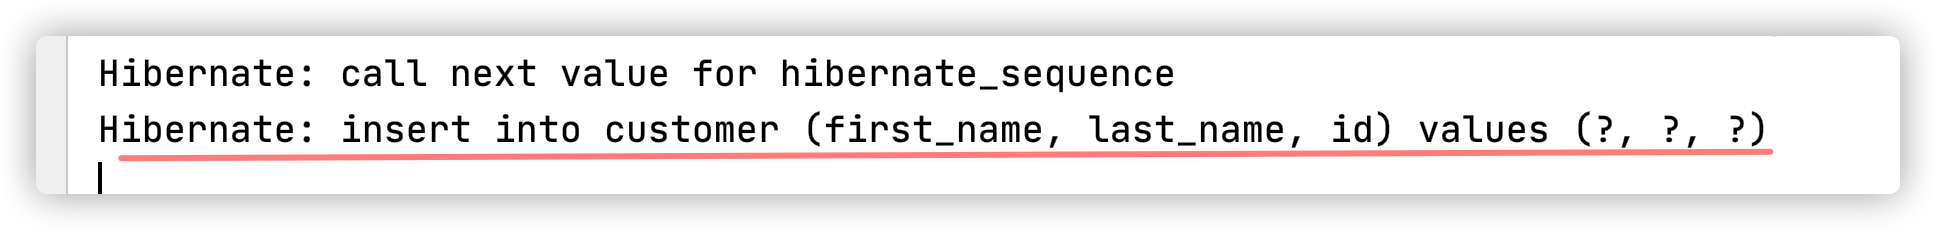 Hibernate: call next value for hibernate_sequence
Hibernate: insert into customer (first_name, last_name, id) values (?, ?, ?)